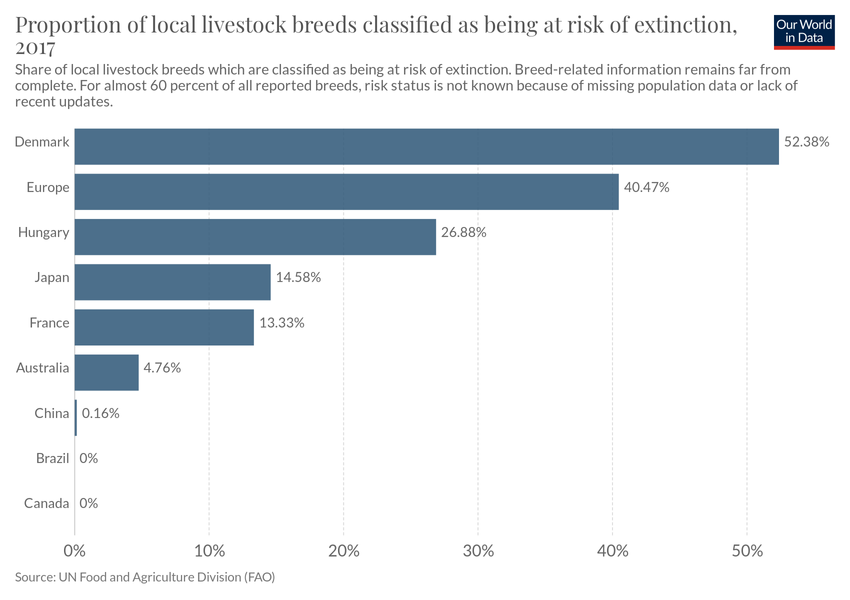 Proportion of local livestock breeds classified as being at risk of extinction,
2017
Our World
in Data
Share of local livestock breeds which are classified as being at risk of extinction. Breed-related information remains far from
complete. For almost 60 percent of all reported breeds, risk status is not known because of missing population data or lack of
recent updates.
Denmark 52.38%
Europe 40.47%
Hungary 26.88%
Japan 14.58%
France 13.33%
Australia 4.76%
China 0.16%
Brazil 0%
Canada 0%
0% 10% 20% 30% 40% 50%
Source: UN Food and Agriculture Division (FAO)